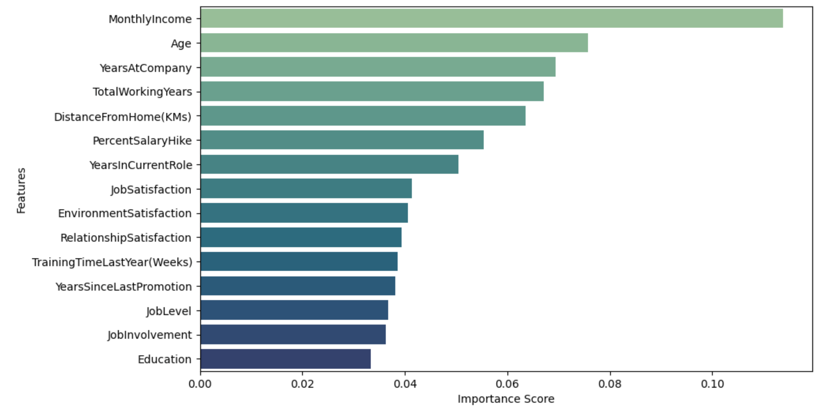 MonthlyIncome
Age
YearsAtCompany
TotalWorkingYears
DistanceFromHome(KMs)
PercentSalaryHike
YearsInCurrentRole
JobSatisfaction
EnvironmentSatisfaction
RelationshipSatisfaction
TrainingTimeLastYear(Weeks)
YearsSinceLastPromotion
JobLevel
JobInvolvement
Education
Features
0.00 0.02 0.04 0.06 0.08 0.10
Importance Score